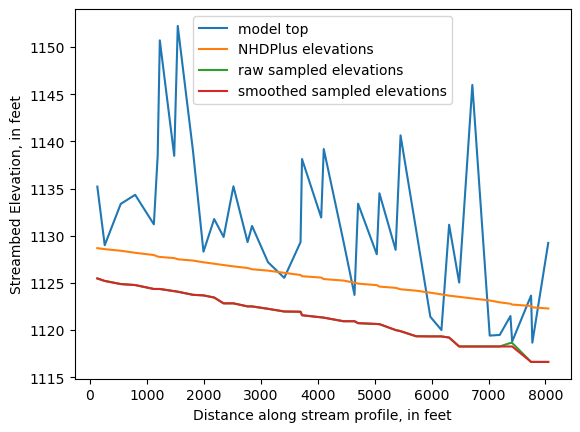 model top
NHDPlus elevations
raw sampled elevations
smoothed sampled elevations
1150
1145
1140
1135
1130
1125
1120
1115
Streambed Elevation, in feet
0 1000 2000 3000 4000 5000 6000 7000 8000
Distance along stream profile, in feet